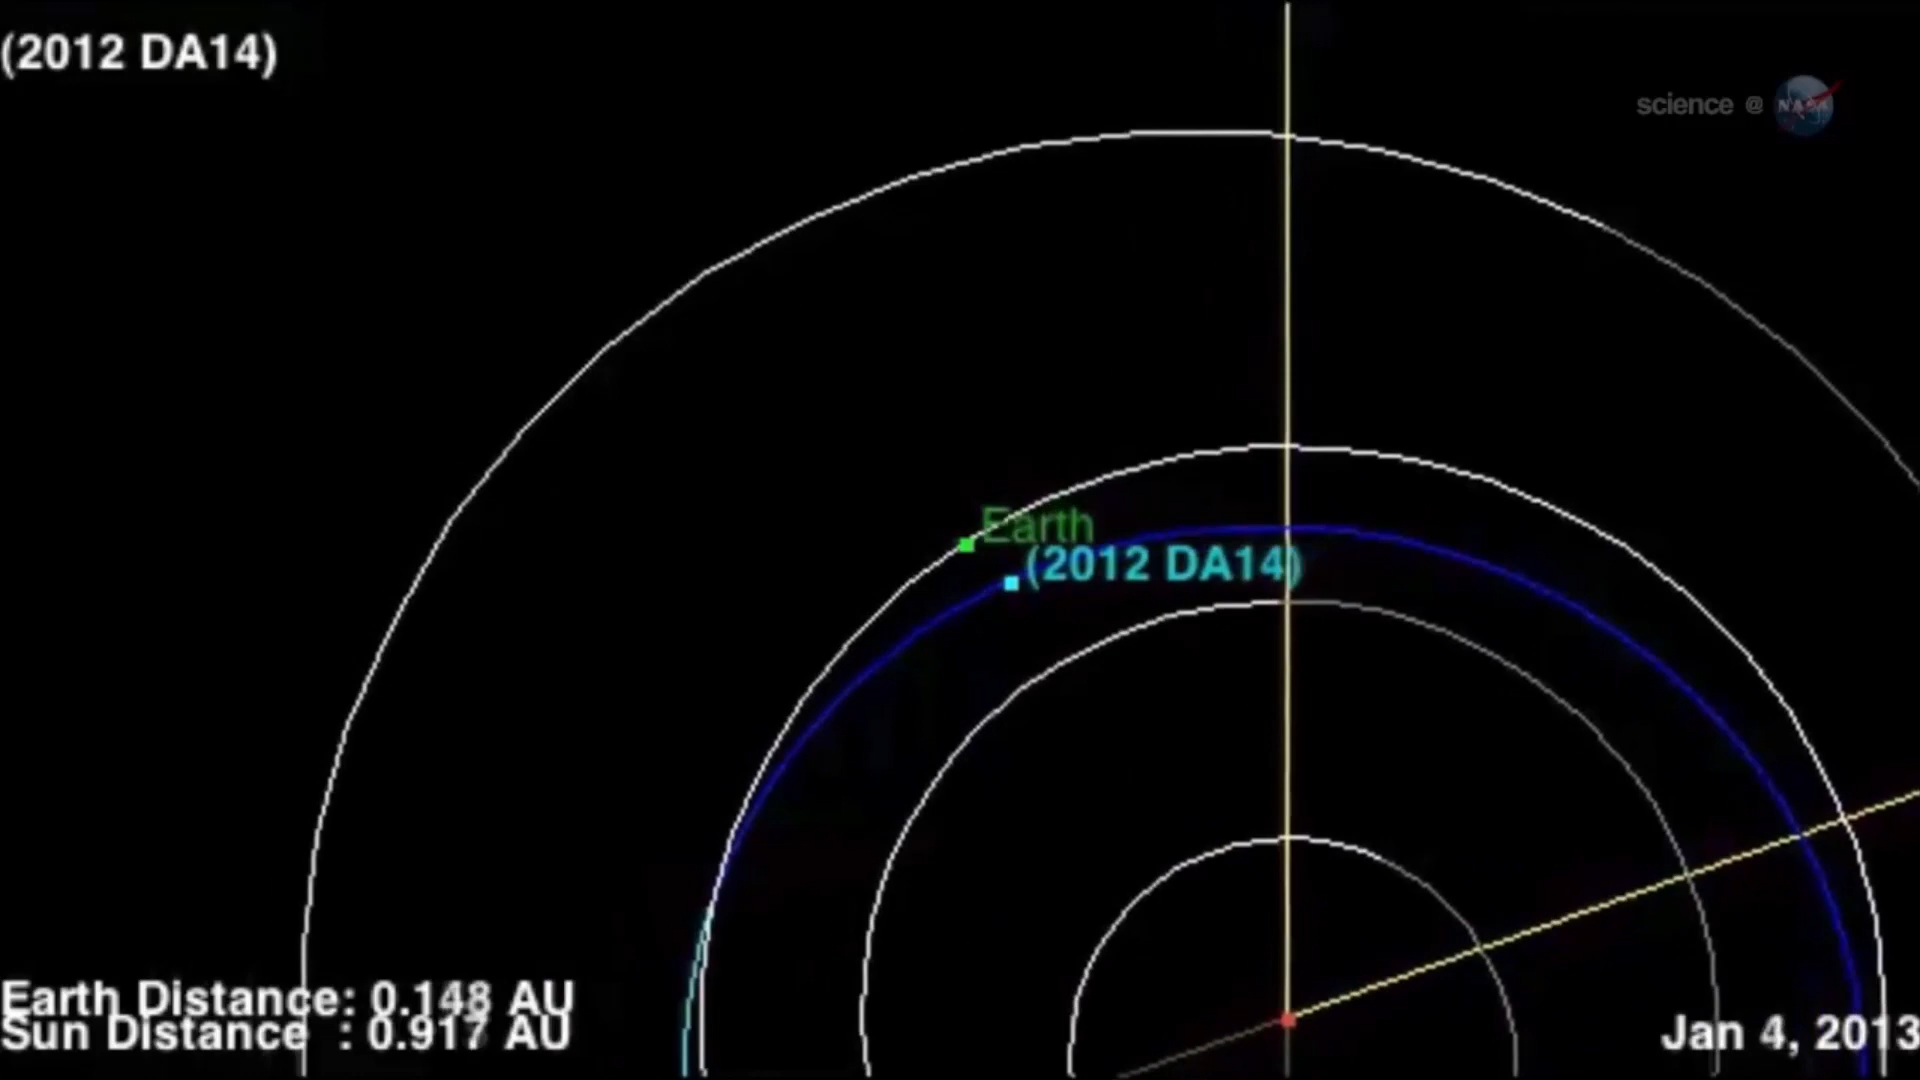 (2012 DA14)
science @ NASA
Earth
(2012 DA14)
Earth Distance: 0.148 AU
Sun Distance : 0.917 AU
Jan 4, 2013